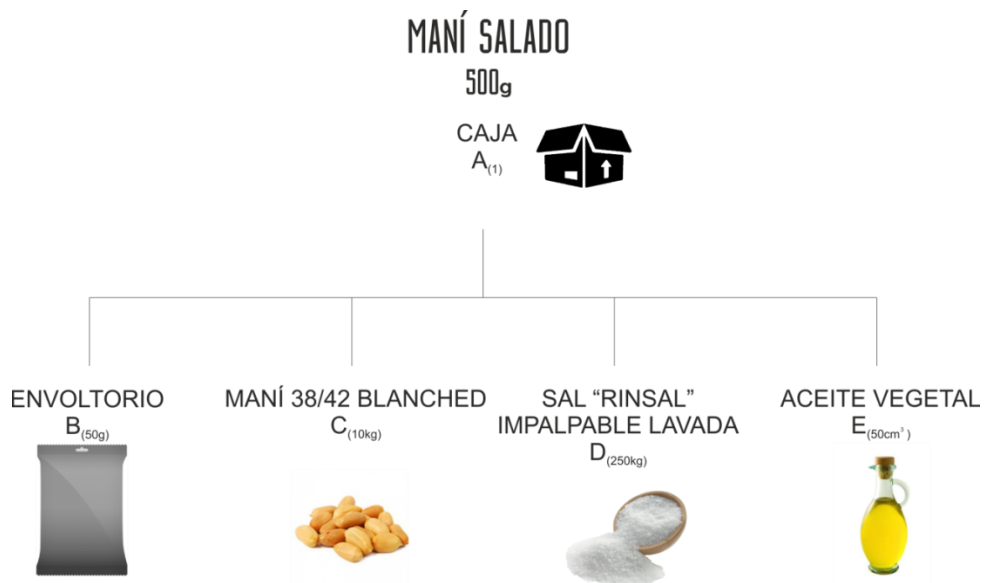 MANÍ SALADO
500g
CAJA
A(1)
ENVOLTORIO
B(50g)
MANÍ 38/42 BLANCHED
C(10kg)
SAL “RINSAL”
IMPALPABLE LAVADA
D(250kg)
ACEITE VEGETAL
E(50cm³ )